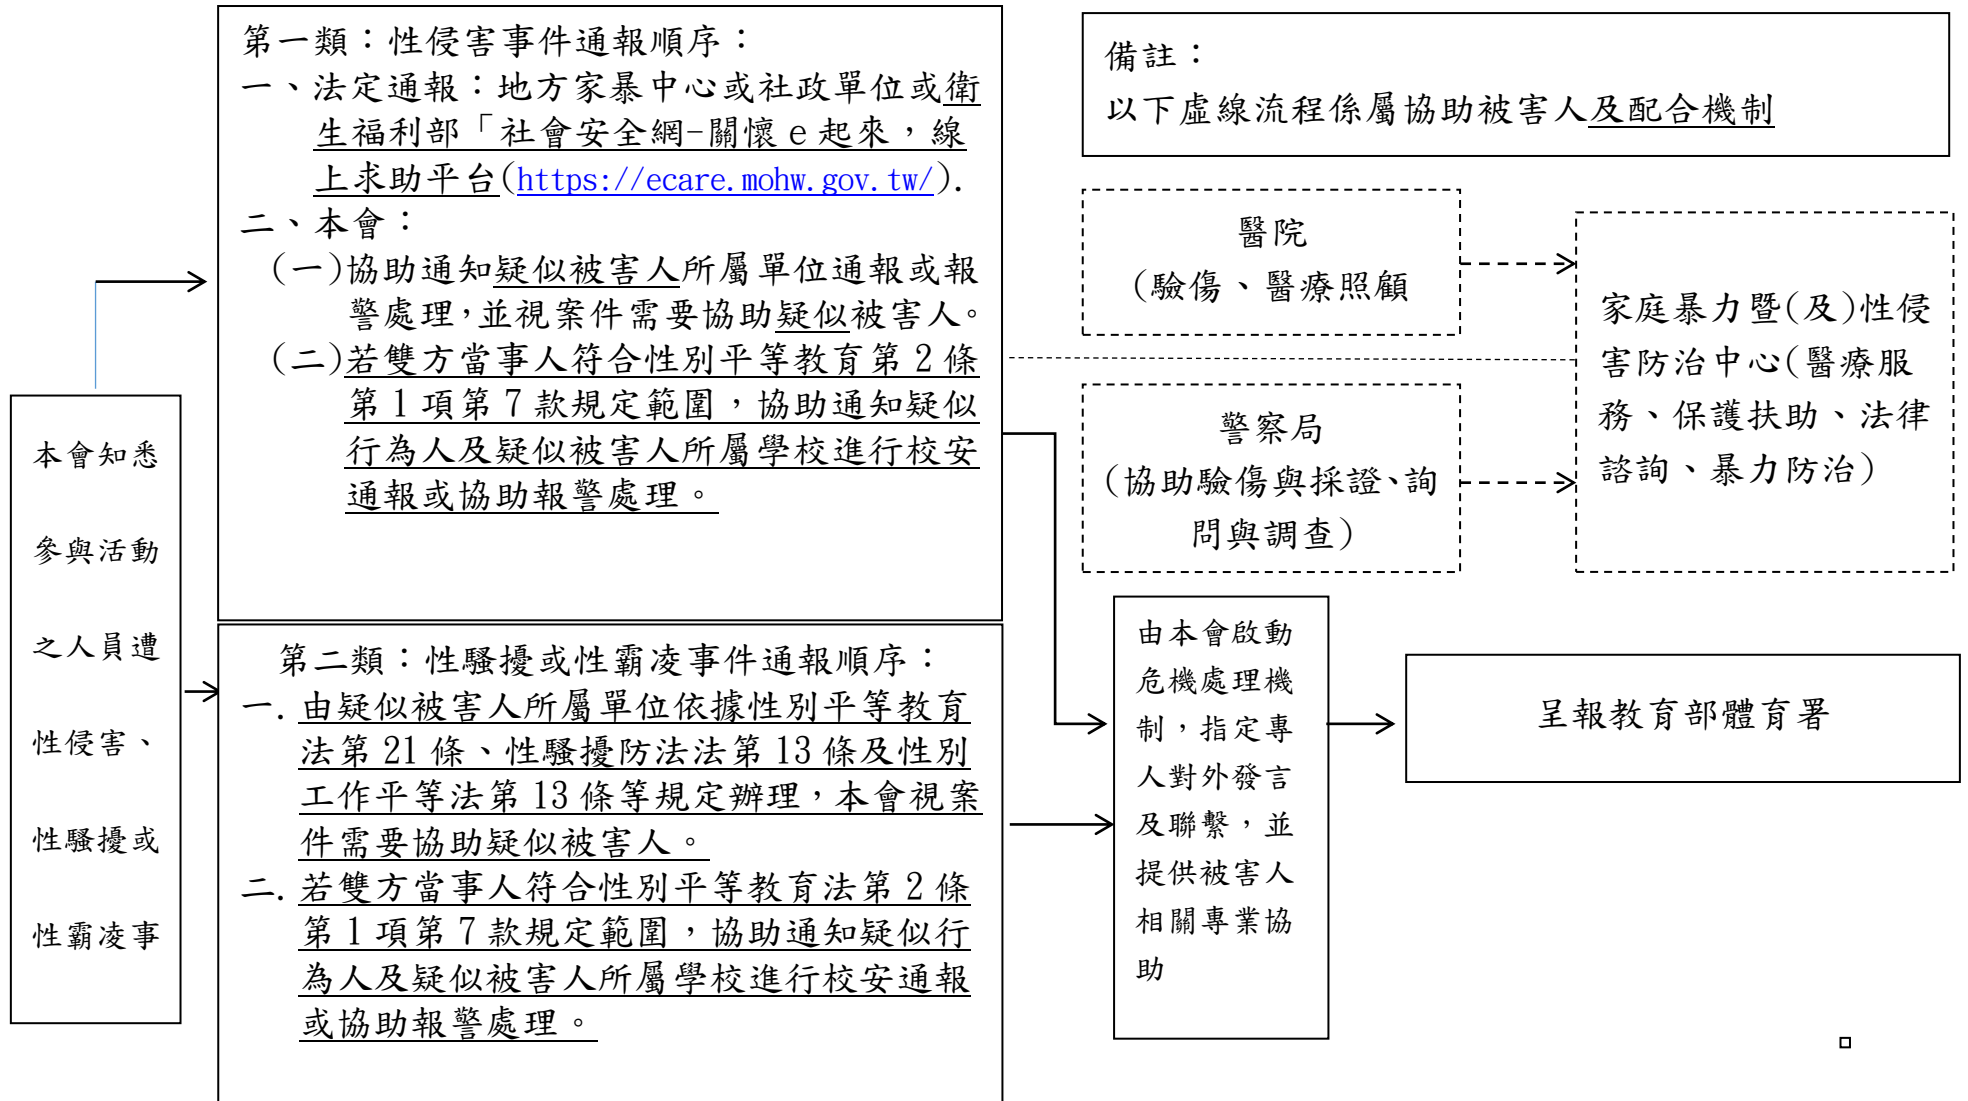 本會知悉
參與活動
之人員遭
性侵害、
性騷擾或
性霸凌事
第一類：性侵害事件通報順序：
一、法定通報：地方家暴中心或社政單位或衛
生福利部「社會安全網-關懷 e 起來，線
上求助平台(https://ecare.mohw.gov.tw/).
二、本會：
(一)協助通知疑似被害人所屬單位通報或報
警處理，並視案件需要協助疑似被害人。
(二)若雙方當事人符合性別平等教育第 2 條
第 1 項第 7 款規定範圍，協助通知疑似
行為人及疑似被害人所屬學校進行校安
通報或協助報警處理。
第二類：性騷擾或性霸凌事件通報順序：
一. 由疑似被害人所屬單位依據性別平等教育
法第 21 條、性騷擾防法法第 13 條及性別
工作平等法第 13 條等規定辦理，本會視案
件需要協助疑似被害人。
二. 若雙方當事人符合性別平等教育法第 2 條
第 1 項第 7 款規定範圍，協助通知疑似行
為人及疑似被害人所屬學校進行校安通報
或協助報警處理。
備註：
以下虛線流程係屬協助被害人及配合機制
醫院
(驗傷、醫療照顧
警察局
(協助驗傷與採證、詢
問與調查)
家庭暴力暨(及)性侵
害防治中心(醫療服
務、保護扶助、法律
諮詢、暴力防治)
由本會啟動
危機處理機
制，指定專
人對外發言
及聯繫，並
提供被害人
相關專業協
助
呈報教育部體育署